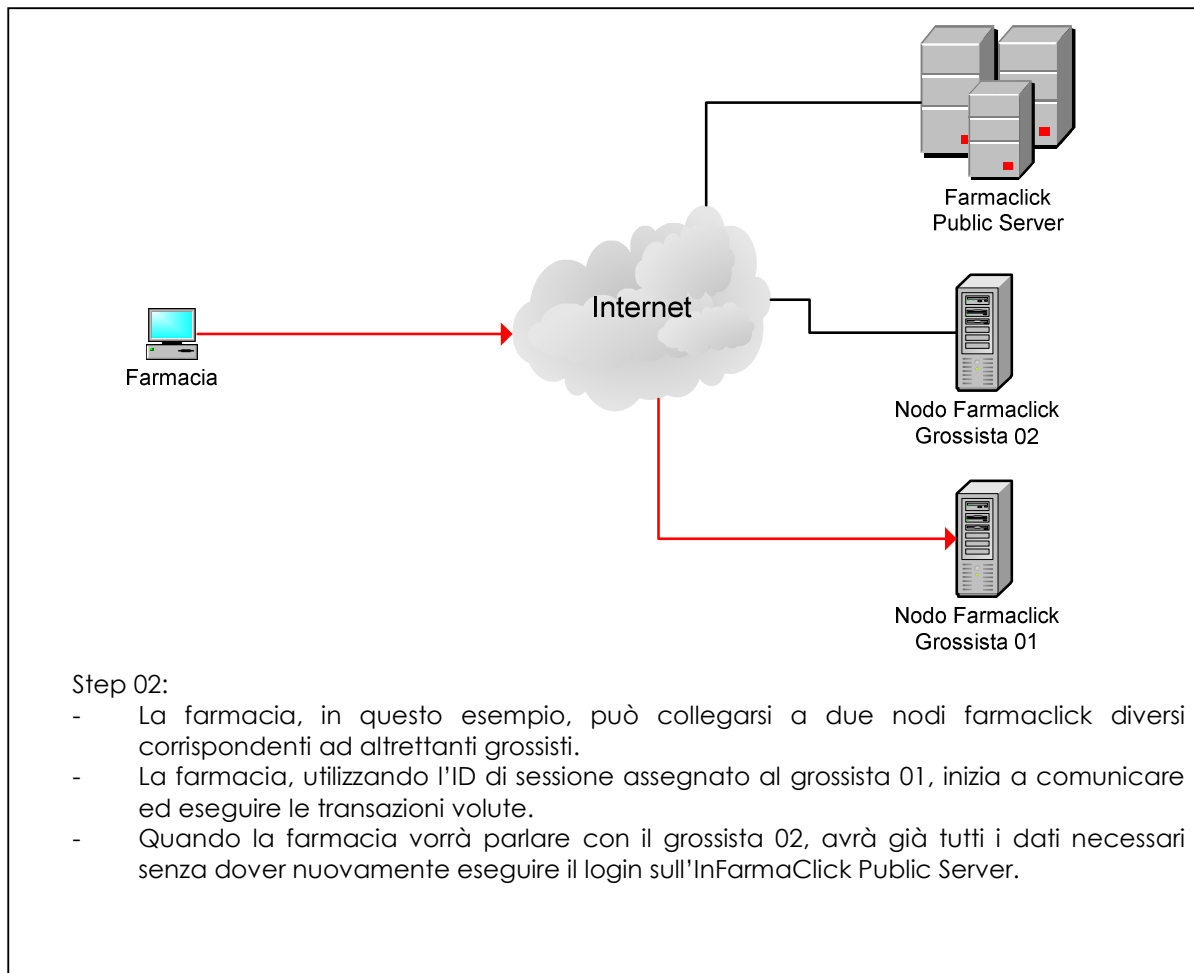 Farmaclick
Public Server
Internet
Farmacia
Nodo Farmaclick
Grossista 02
Nodo Farmaclick
Grossista 01
Step 02:
- La farmacia, in questo esempio, può collegarsi a due nodi farmaclick diversi
corrispondenti ad altrettanti grossisti.
- La farmacia, utilizzando l'ID di sessione assegnato al grossista 01, inizia a comunicare
ed eseguire le transazioni volute.
- Quando la farmacia vorrà parlare con il grossista 02, avrà già tutti i dati necessari
senza dover nuovamente eseguire il login sull'InFarmaClick Public Server.